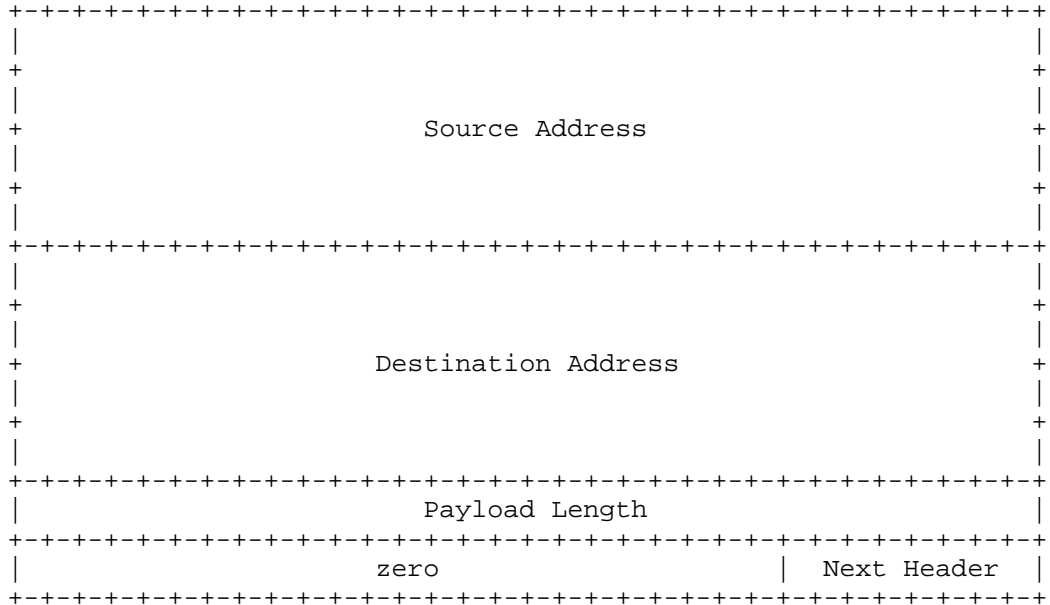 Source Address
Destination Address
Payload Length
zero Next Header